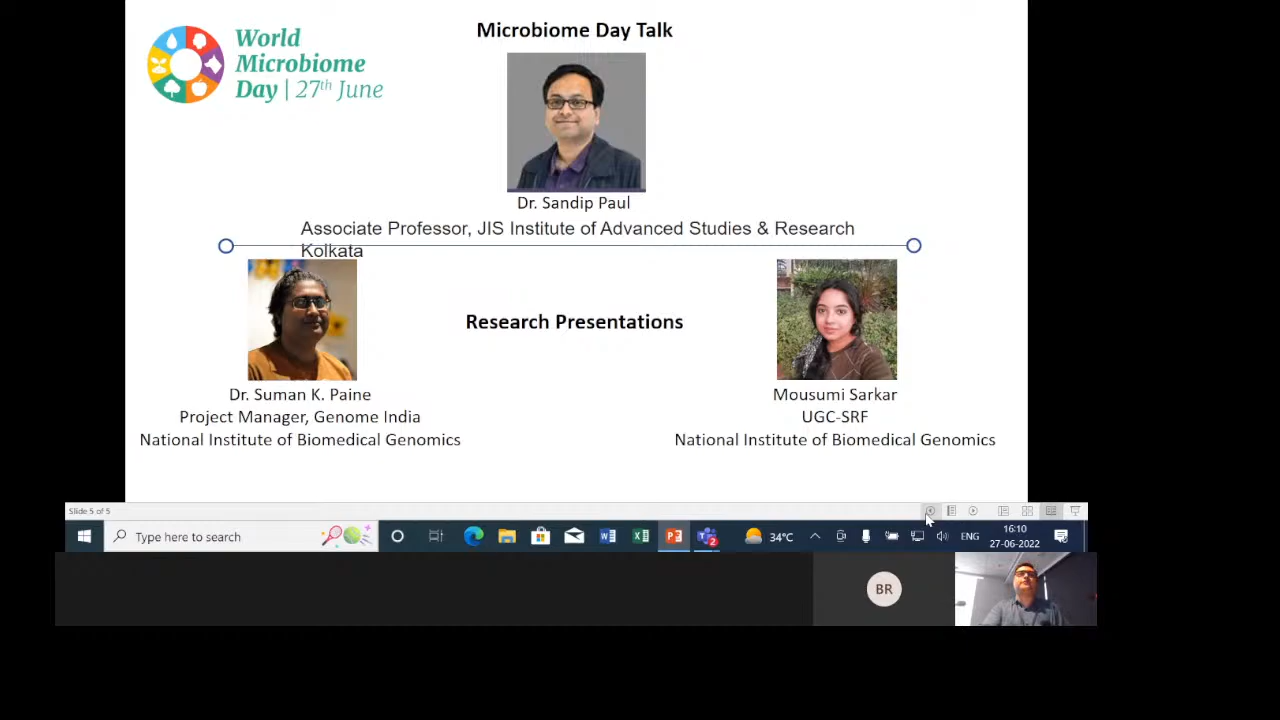 Microbiome Day Talk
World
Microbiome
Day | 27th June
Dr. Sandip Paul
Associate Professor, JIS Institute of Advanced Studies & Research
Kolkata
Research Presentations
Dr. Suman K. Paine
Project Manager, Genome India
National Institute of Biomedical Genomics
Mousumi Sarkar
UGC-SRF
National Institute of Biomedical Genomics
Slide 5 of 5
Type here to search
2
34°C
ENG
16:10
27-06-2022
BR